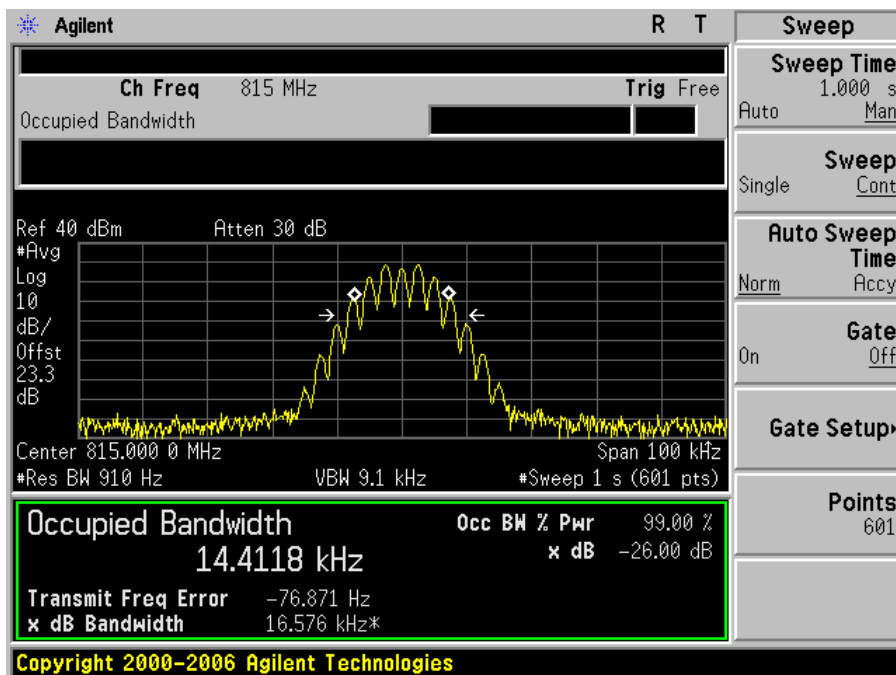 Agilent R T
Ch Freq 815 MHz Trig Free
Occupied Bandwidth
Ref 40 dBm Atten 30 dB
#Avg
Log
10
dB/
Offst
23.3
dB
Center 815.000 0 MHz Span 100 kHz
#Res BW 910 Hz VBW 9.1 kHz #Sweep 1 s (601 pts)
Occupied Bandwidth
14.4118 kHz
Occ BW % Pwr 99.00 %
x dB -26.00 dB
Transmit Freq Error -76.871 Hz
x dB Bandwidth 16.576 kHz*
Copyright 2000-2006 Agilent Technologies
Sweep
Sweep Time
1.000 s
Auto Man
Sweep
Single Cont
Auto Sweep
Time
Norm Accy
Gate
On Off
Gate Setup
Points
601